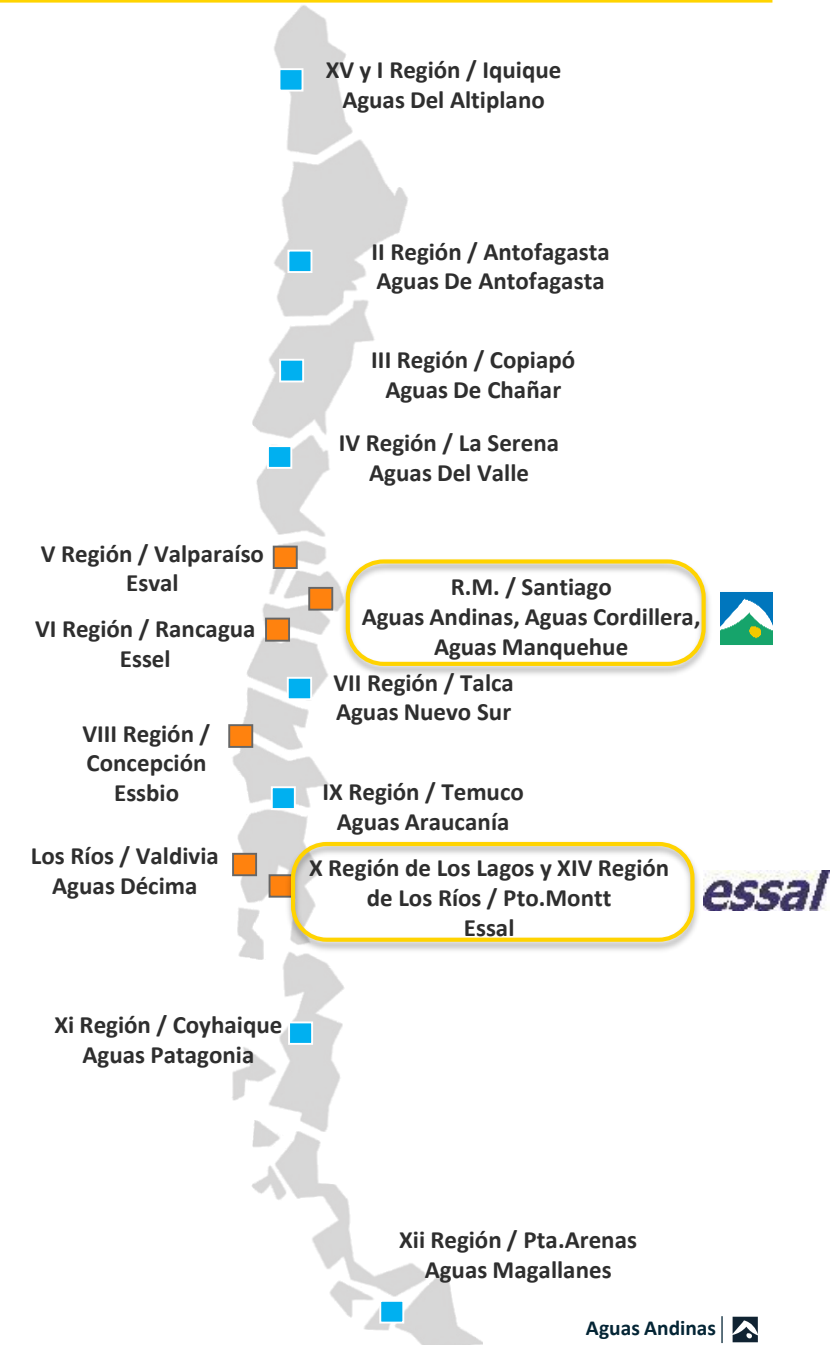 XV y I Región / Iquique
Aguas Del Altiplano
II Región / Antofagasta
Aguas De Antofagasta
III Región / Copiapó
Aguas De Chañar
IV Región / La Serena
Aguas Del Valle
V Región / Valparaíso
Esval
R.M. / Santiago
Aguas Andinas, Aguas Cordillera,
Aguas Manquehue
VI Región / Rancagua
Essel
VII Región / Talca
Aguas Nuevo Sur
VIII Región /
Concepción
Essbio
IX Región / Temuco
Aguas Araucanía
Los Ríos / Valdivia
Aguas Décima
X Región de Los Lagos y XIV Región
de Los Ríos / Pto.Montt
Essal
essal
Xi Región / Coyhaique
Aguas Patagonia
Xii Región / Pta.Arenas
Aguas Magallanes
Aguas Andinas